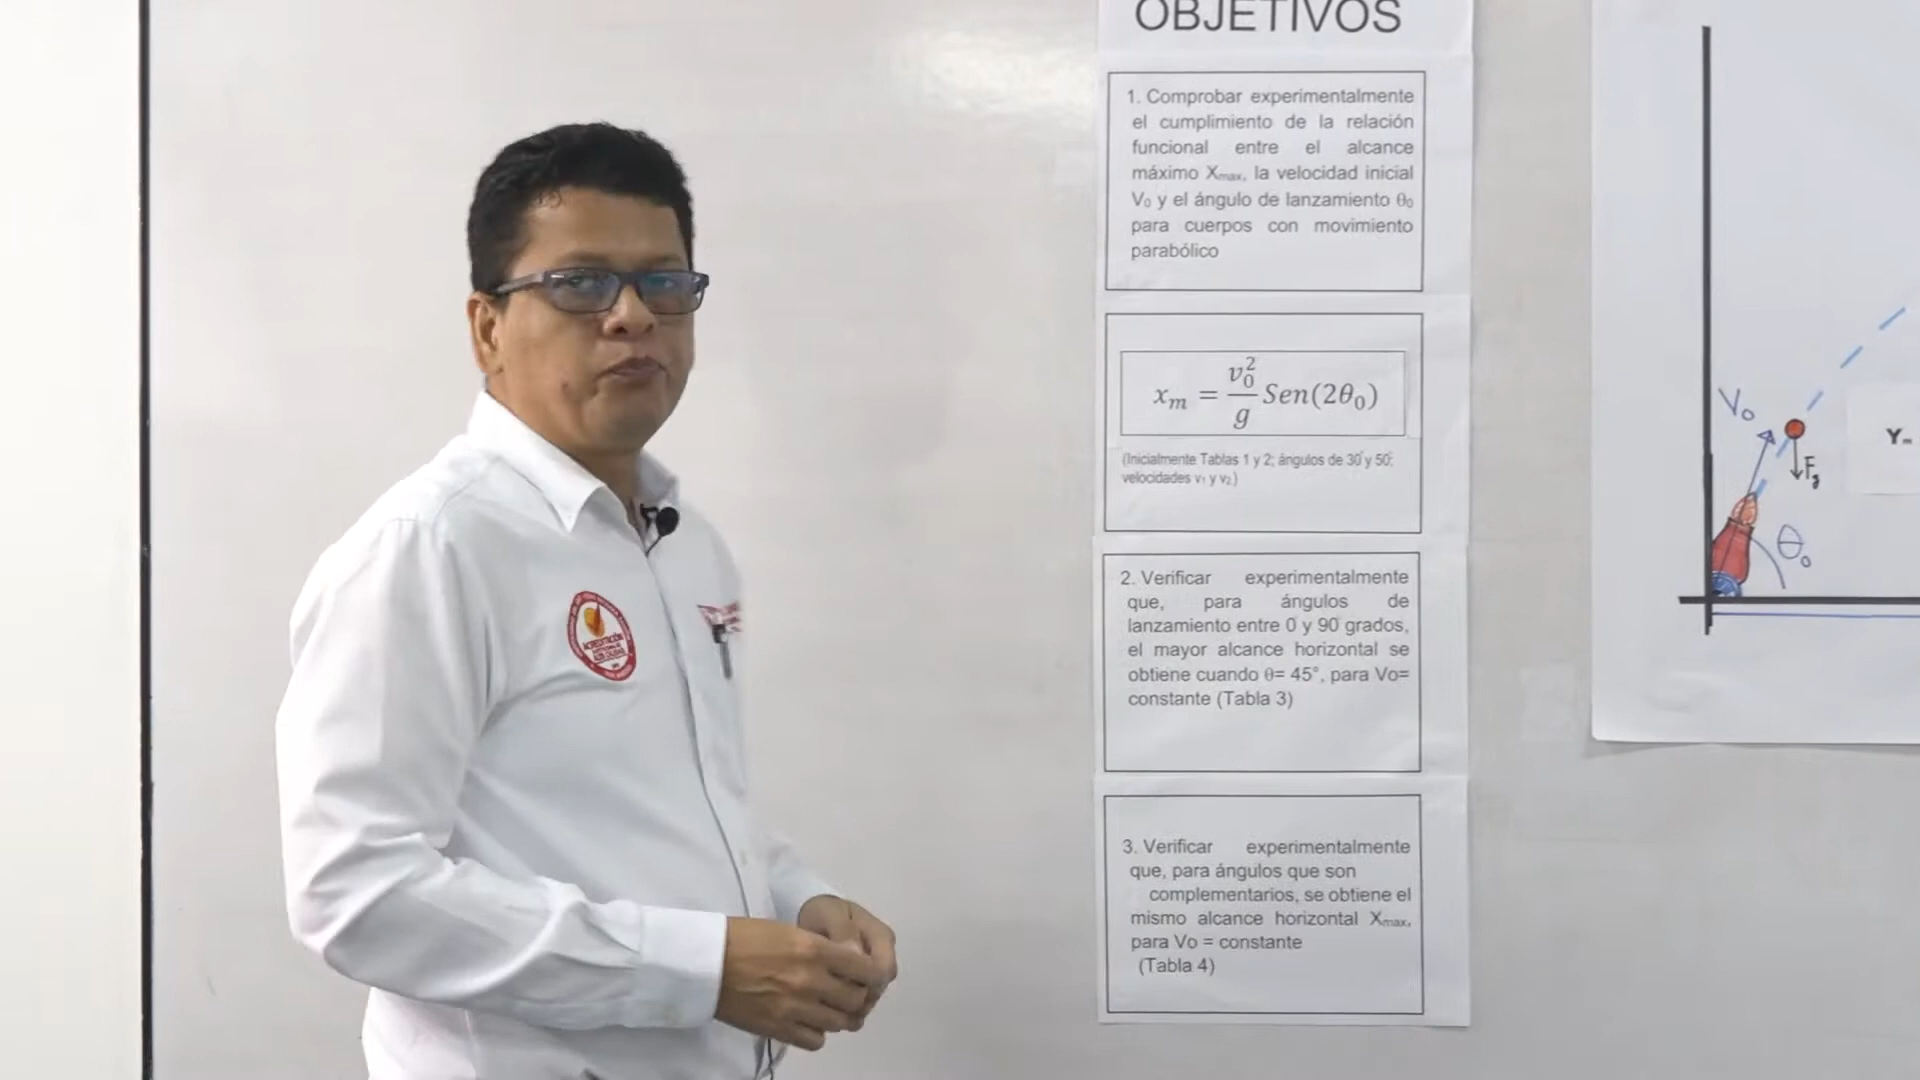 OBJETIVOS
1. Comprobar experimentalmente
el cumplimiento de la relación
funcional entre el alcance
máximo Xmax, la velocidad inicial
V₀ y el ángulo de lanzamiento θ₀
para cuerpos con movimiento
parabólico
xₘ = v₀²/g Sen(2θ₀)
(Inicialmente Tablas 1 y 2; ángulos de 30 y 50;
velocidades v₁ y v₂)
2. Verificar experimentalmente
que, para ángulos de
lanzamiento entre 0 y 90 grados,
el mayor alcance horizontal se
obtiene cuando θ= 45°, para Vo=
constante (Tabla 3)
3. Verificar experimentalmente
que, para ángulos que son
complementarios, se obtiene el
mismo alcance horizontal Xmax,
para Vo = constante
(Tabla 4)
V₀
Yₘ
Fg
θ₀
ACREDITACIÓN
ALTA CALIDAD